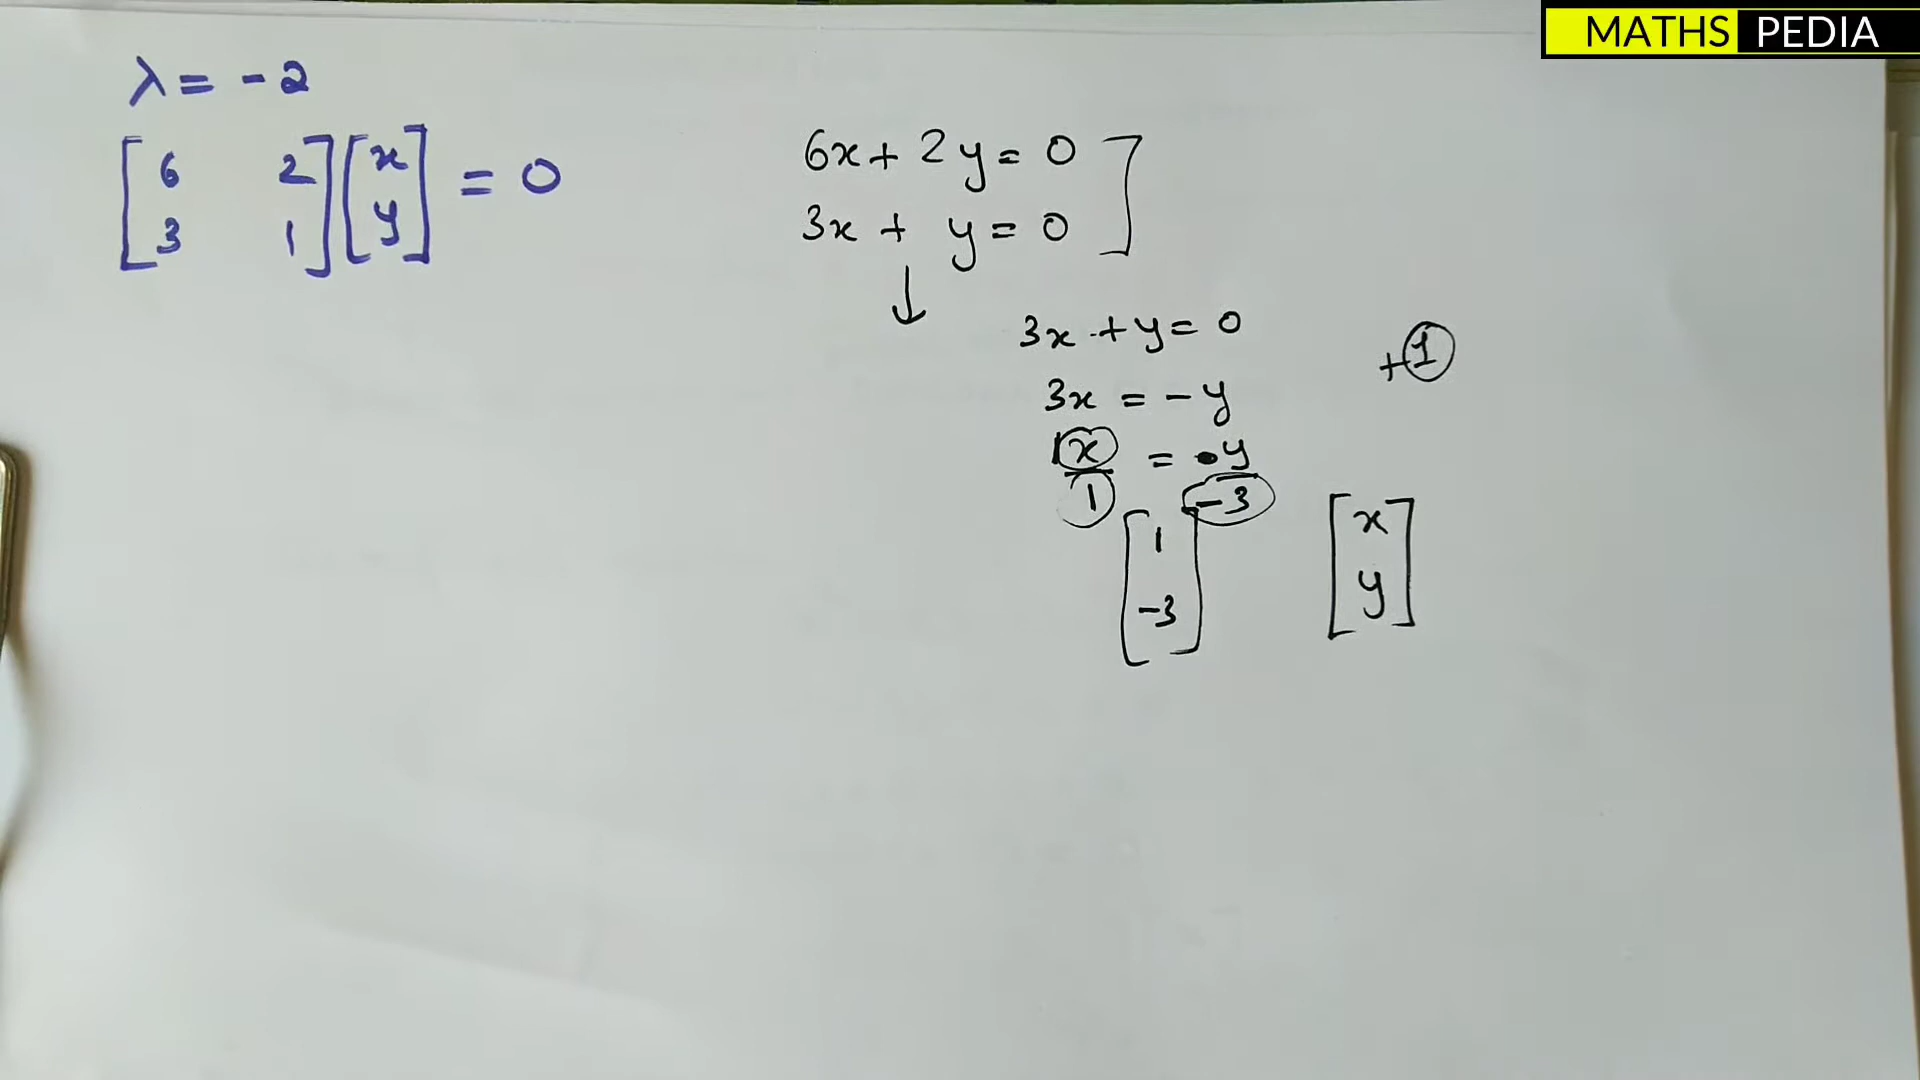 MATHS PEDIA
λ = -2
[6 2] [x] = 0
[3 1] [y]
6x + 2y = 0 ]
3x + y = 0
↓
3x + y = 0
+1
3x = -y
x/1 = y/-3
[1]
[-3]
[x]
[y]